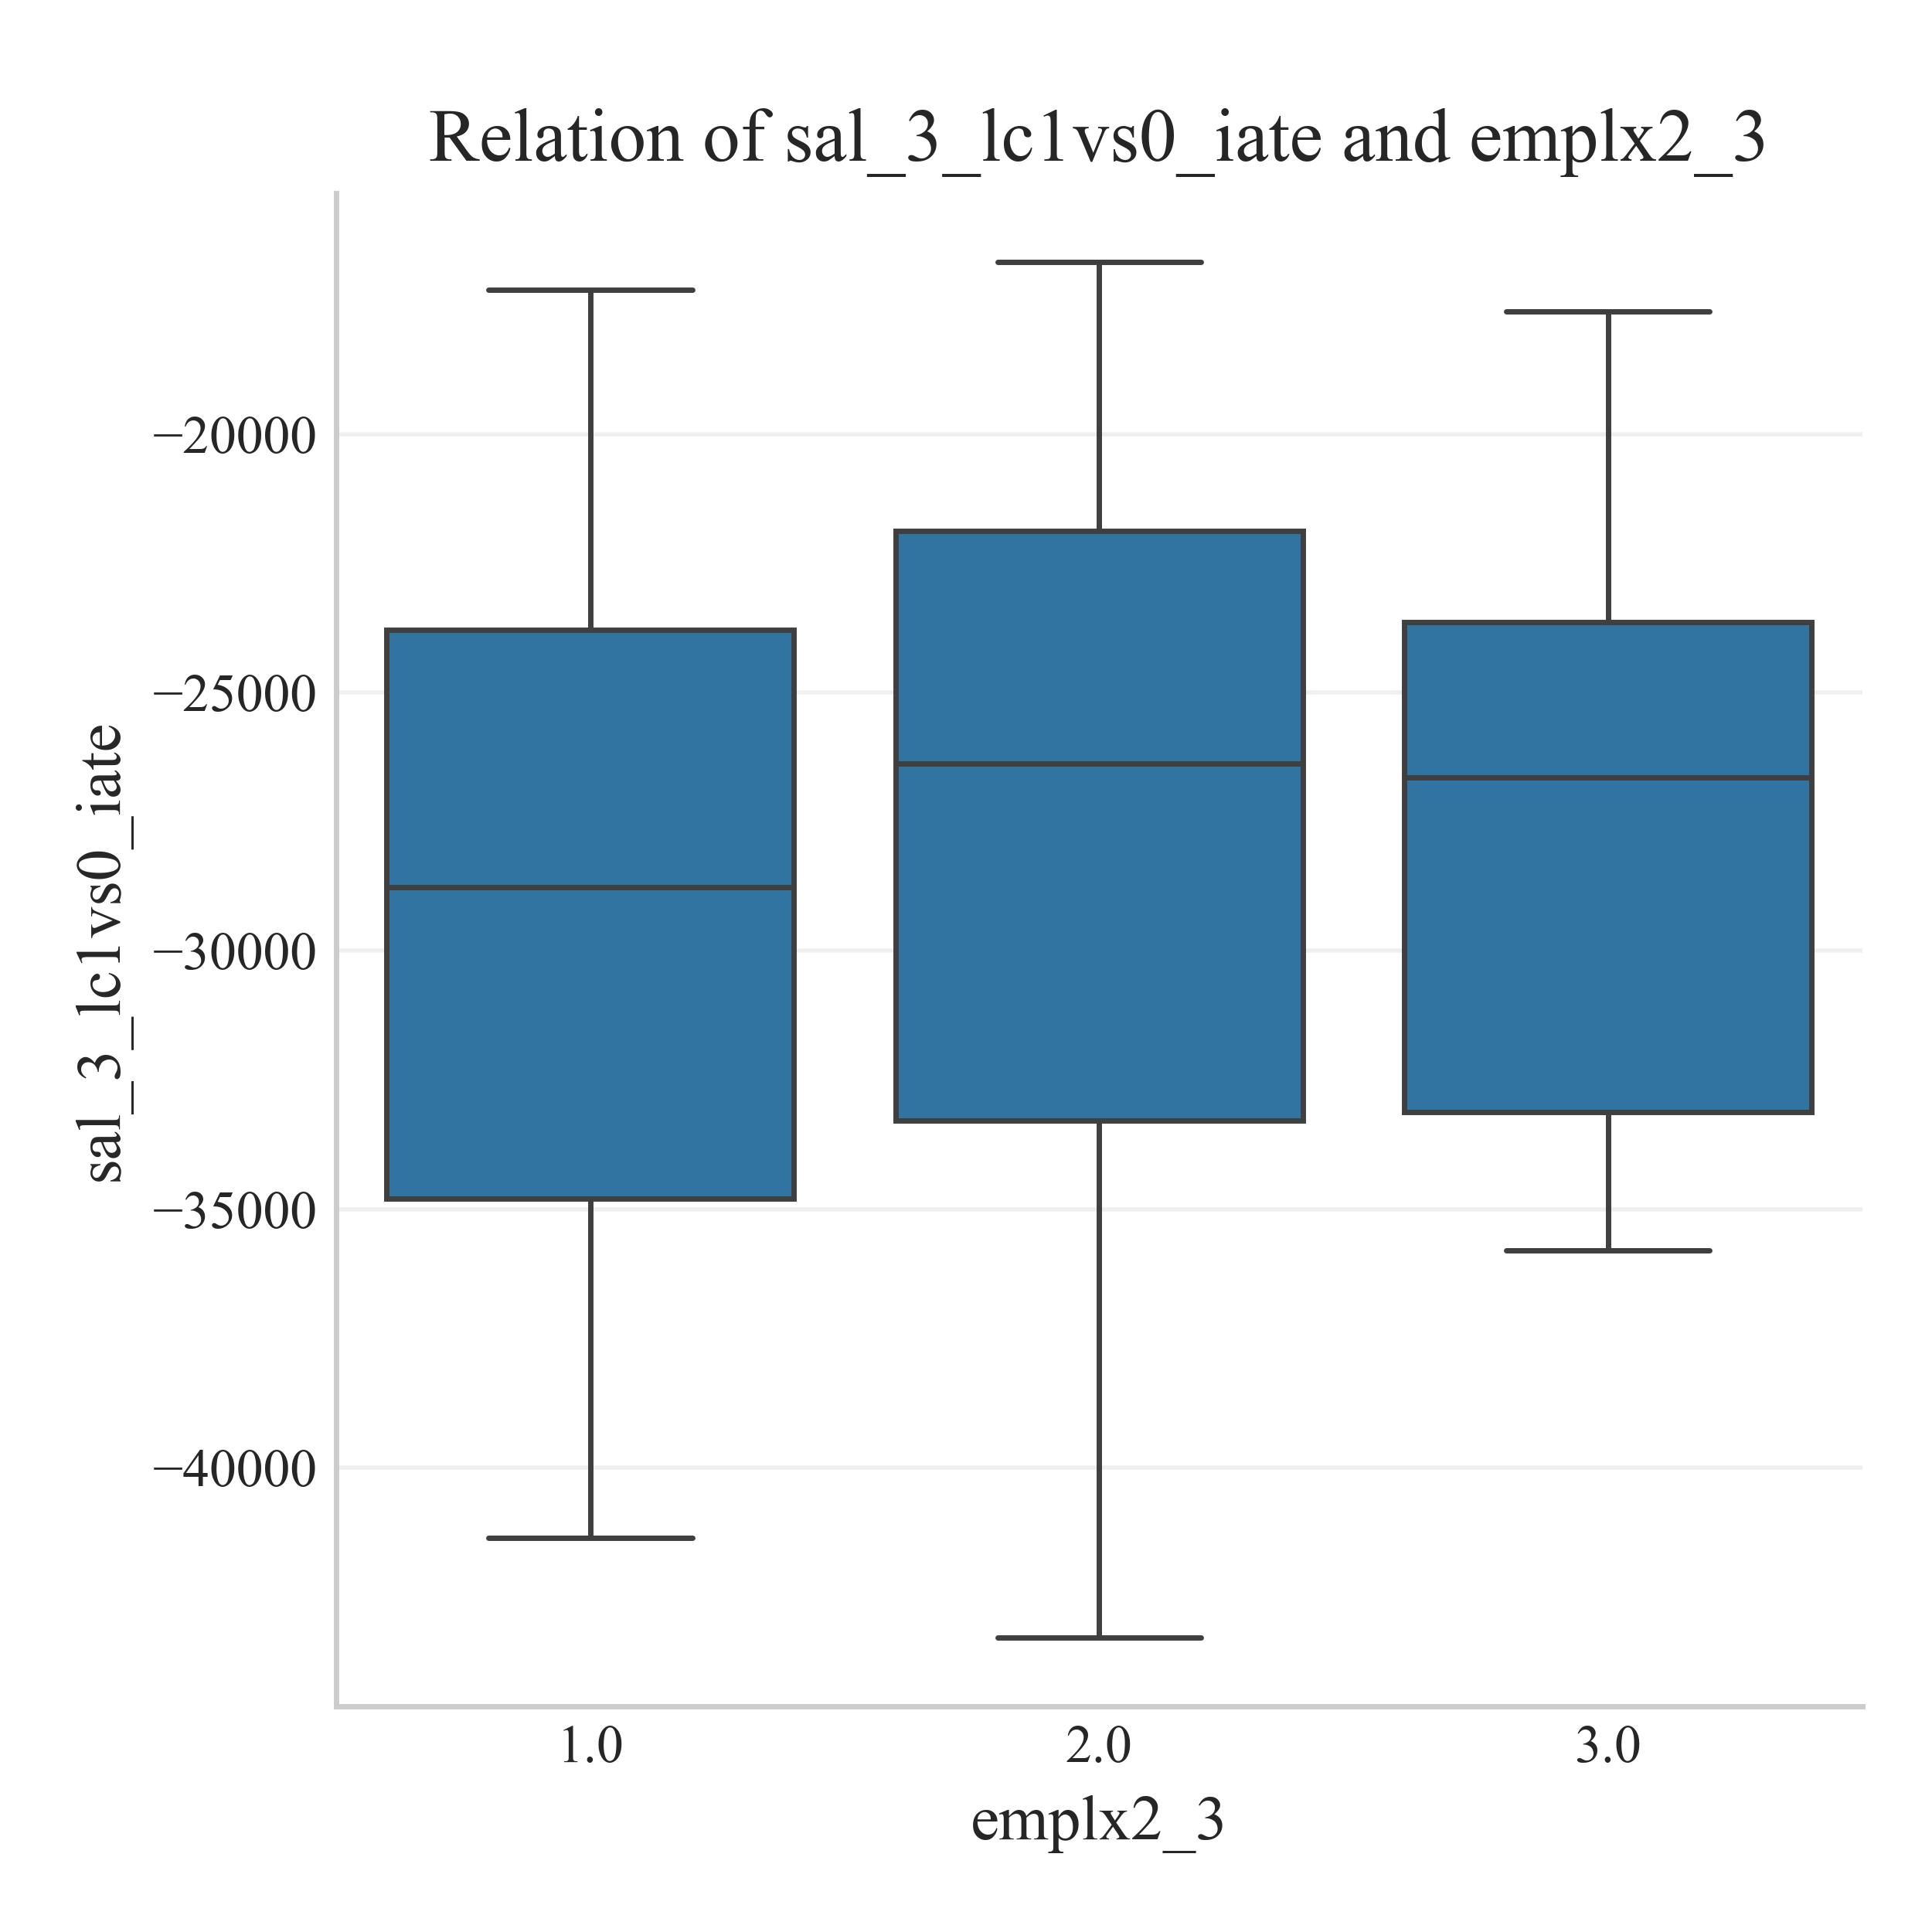 Relation of sal_3_lc1vs0_iate and emplx2_3
−20000
−25000
−30000
−35000
−40000
sal_3_lc1vs0_iate
1.0 2.0 3.0
emplx2_3